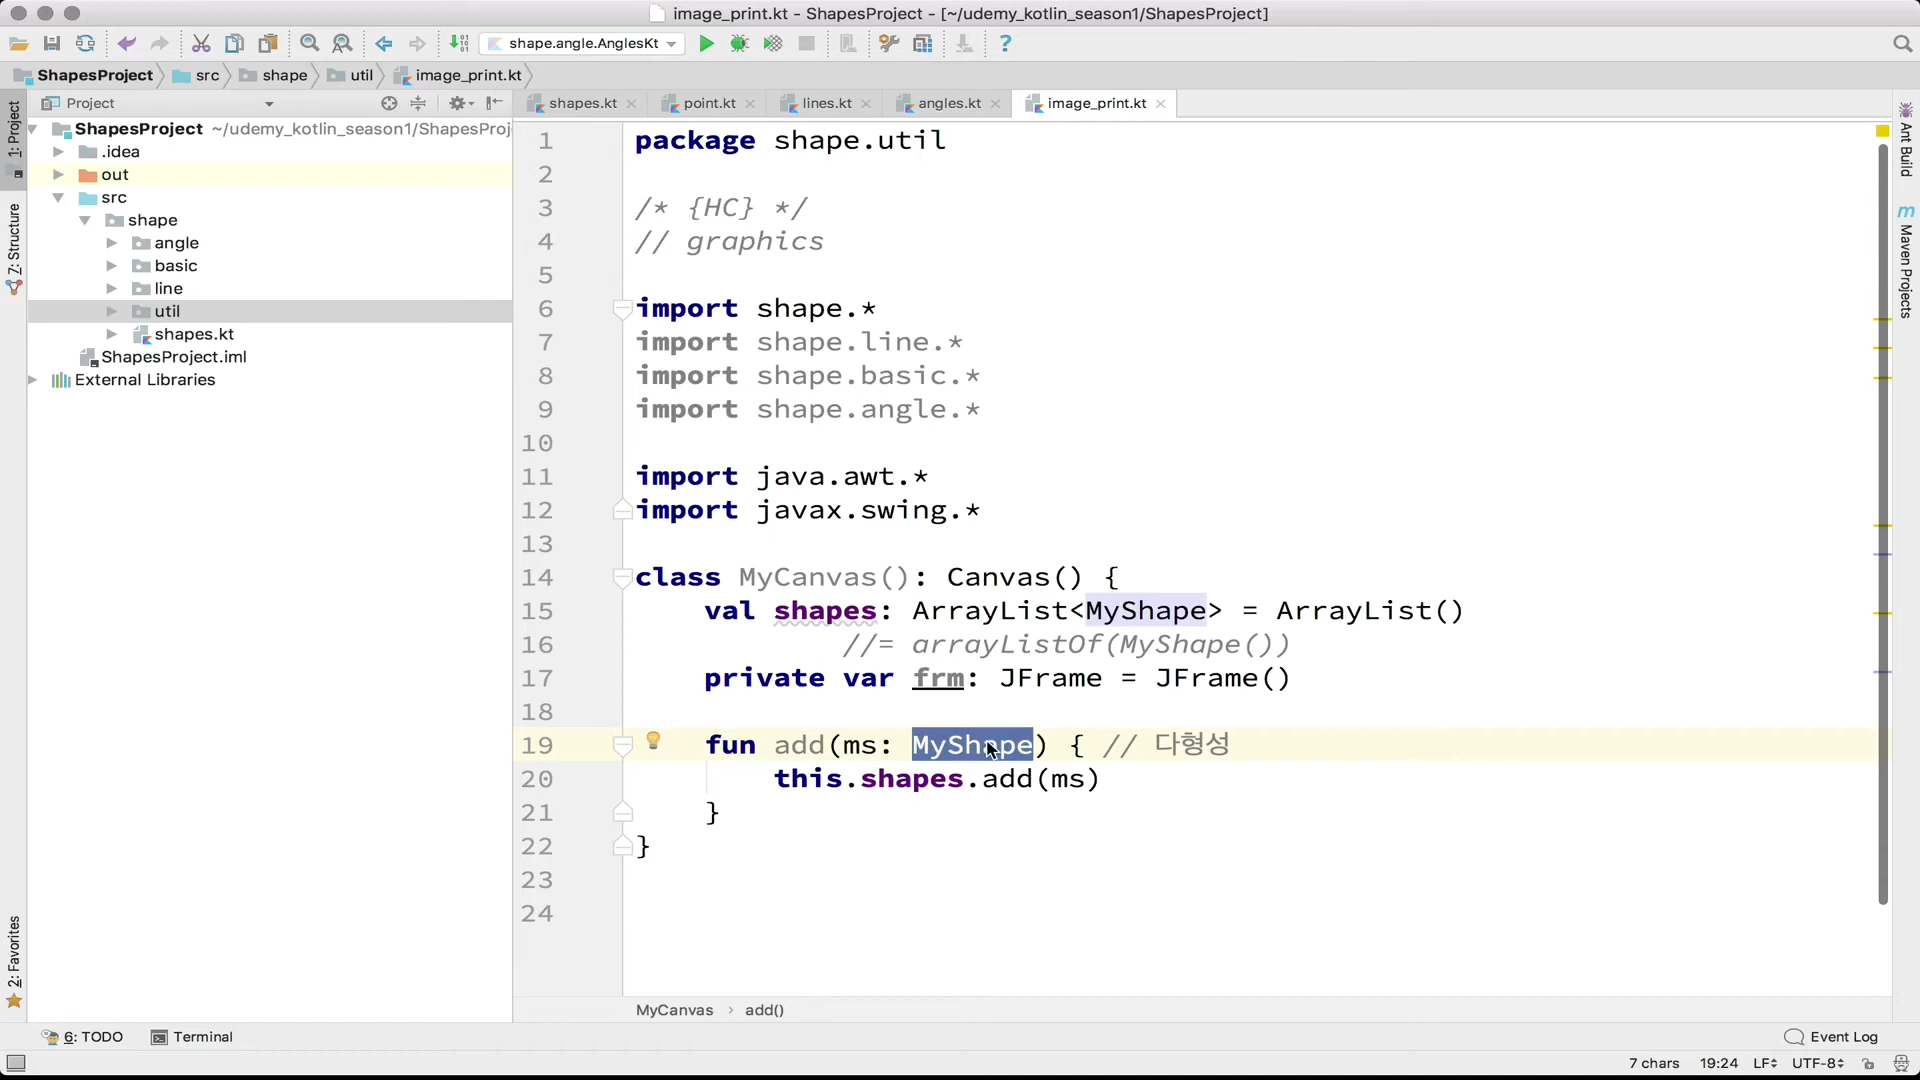 image_print.kt - ShapesProject - [~/udemy_kotlin_season1/ShapesProject]
shape.angle.AnglesKt
ShapesProject src shape util image_print.kt
Project
shapes.kt point.kt lines.kt angles.kt image_print.kt
1: Project
Z: Structure
2: Favorites
ShapesProject ~/udemy_kotlin_season1/ShapesProj
.idea
out
src
shape
angle
basic
line
util
shapes.kt
ShapesProject.iml
External Libraries
1 package shape.util
2
3 /* {HC} */
4 // graphics
5
6 import shape.*
7 import shape.line.*
8 import shape.basic.*
9 import shape.angle.*
10
11 import java.awt.*
12 import javax.swing.*
13
14 class MyCanvas(): Canvas() {
15 val shapes: ArrayList<MyShape> = ArrayList()
16 //= arrayListOf(MyShape())
17 private var frm: JFrame = JFrame()
18
19 fun add(ms: MyShape) { // 다형성
20 this.shapes.add(ms)
21 }
22 }
23
24
Ant Build
m Maven Projects
MyCanvas › add()
6: TODO Terminal Event Log
7 chars 19:24 LF UTF-8